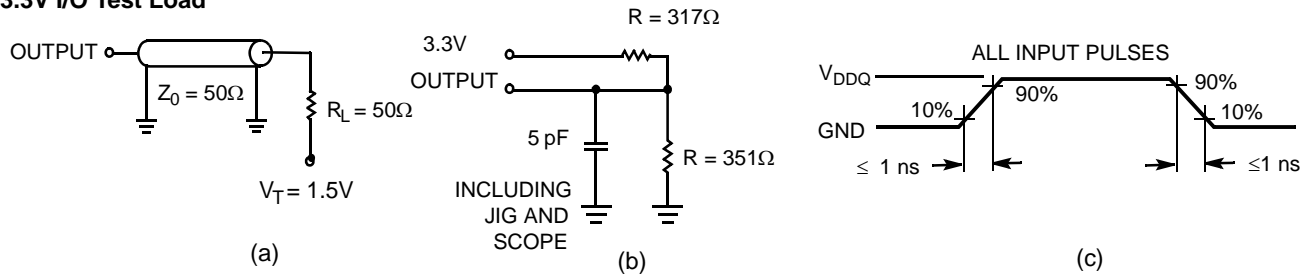 3.3V I/O Test Load
OUTPUT
Z0 = 50Ω
RL = 50Ω
VT = 1.5V
(a)
R = 317Ω
3.3V
OUTPUT
5 pF
R = 351Ω
INCLUDING
JIG AND
SCOPE
(b)
ALL INPUT PULSES
VDDQ
GND
10%
90%
90%
10%
≤ 1 ns
≤1 ns
(c)